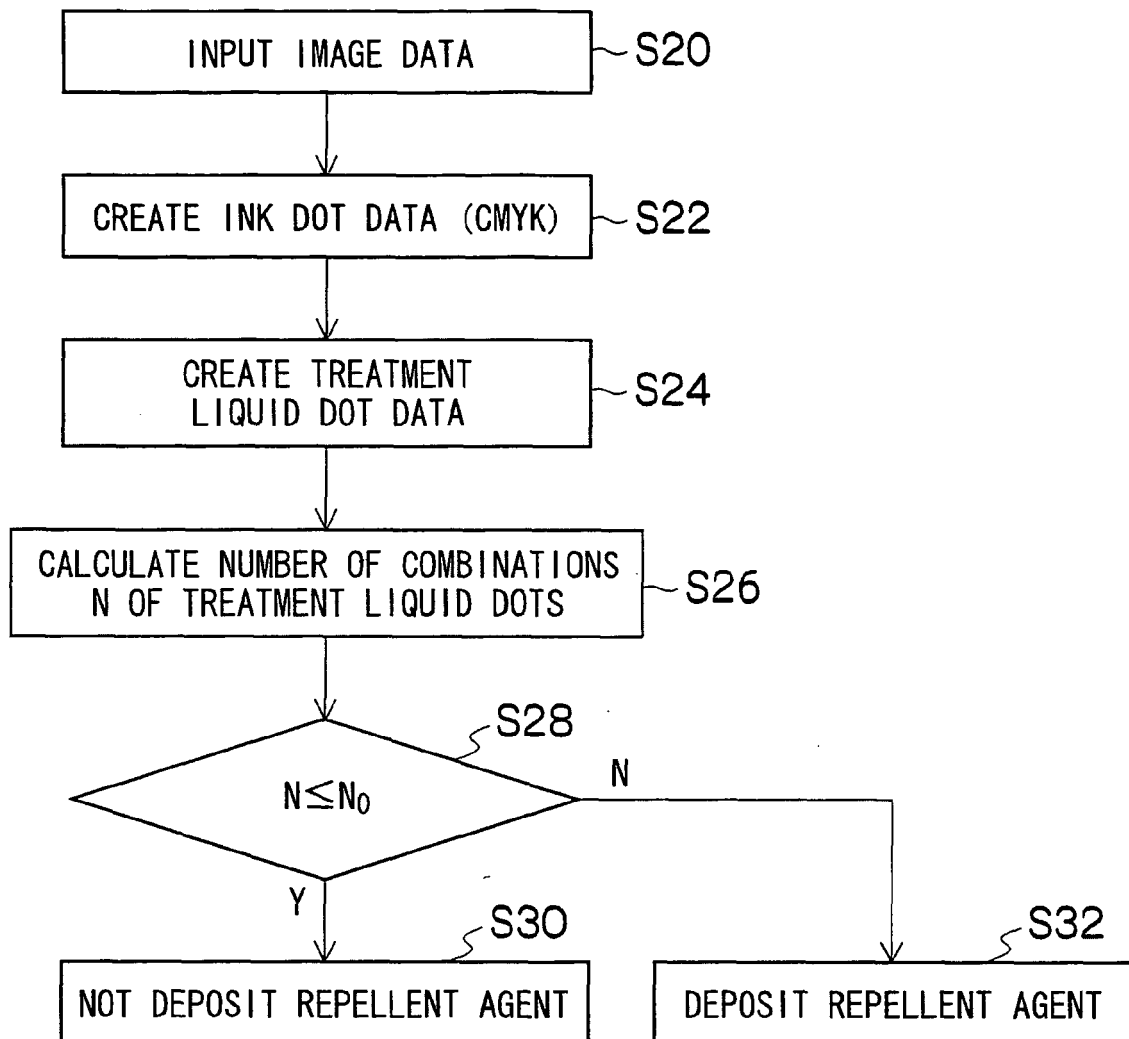 INPUT IMAGE DATA
S20
CREATE INK DOT DATA (CMYK)
S22
CREATE TREATMENT
LIQUID DOT DATA
S24
CALCULATE NUMBER OF COMBINATIONS
N OF TREATMENT LIQUID DOTS
S26
S28
N≦N₀
N
Y
S30
NOT DEPOSIT REPELLENT AGENT
S32
DEPOSIT REPELLENT AGENT